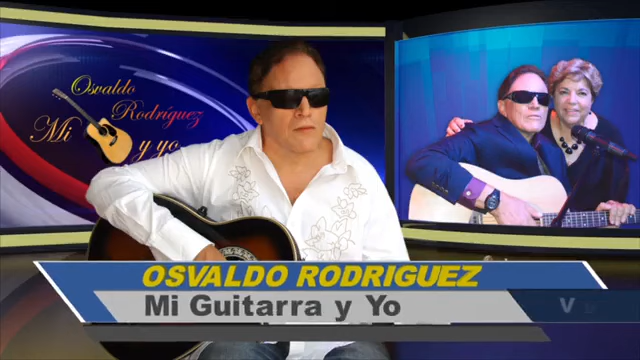 Osvaldo
Rodríguez
Mi y yo
OSVALDO RODRIGUEZ
Mi Guitarra y Yo
V